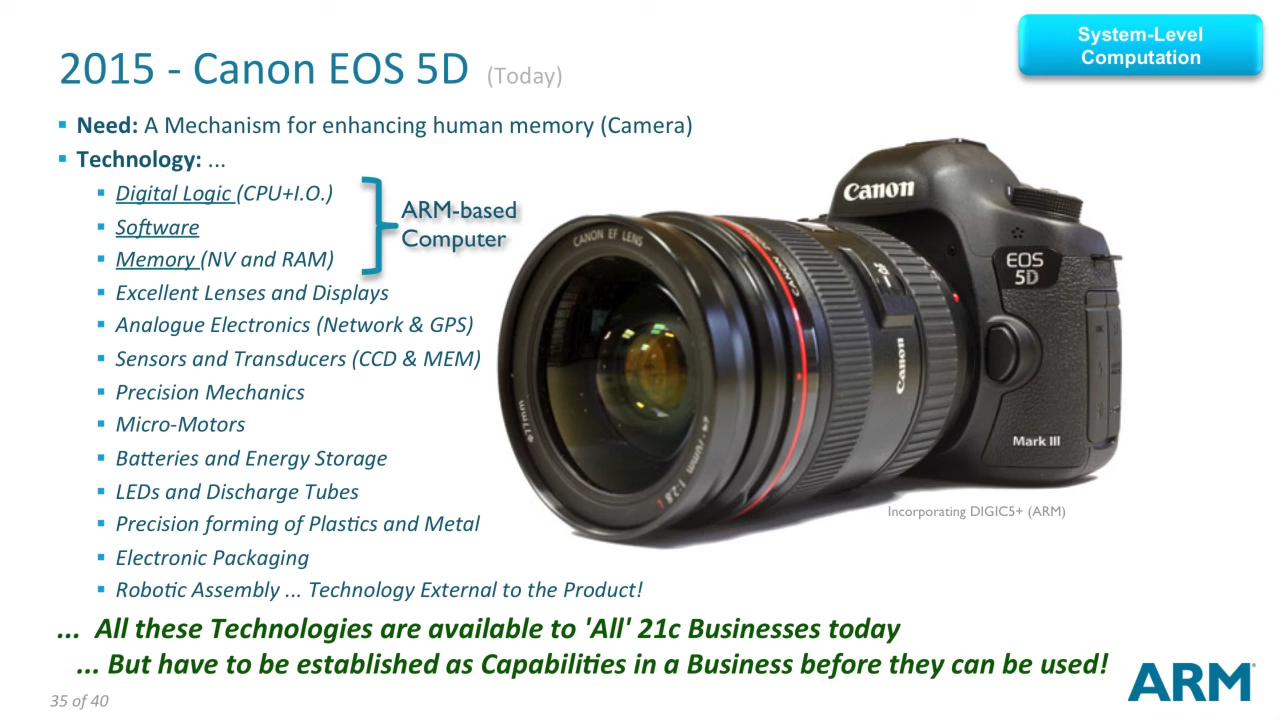 System-Level
Computation
2015 - Canon EOS 5D (Today)
▪ Need: A Mechanism for enhancing human memory (Camera)
▪ Technology: ...
▪ Digital Logic (CPU+I.O.)
▪ Software
▪ Memory (NV and RAM)
ARM-based
Computer
▪ Excellent Lenses and Displays
▪ Analogue Electronics (Network & GPS)
▪ Sensors and Transducers (CCD & MEM)
▪ Precision Mechanics
▪ Micro-Motors
▪ Batteries and Energy Storage
▪ LEDs and Discharge Tubes
▪ Precision forming of Plastics and Metal
▪ Electronic Packaging
▪ Robotic Assembly ... Technology External to the Product!
Canon
EOS
5D
Mark III
CANON EF LENS
Canon
77mm
Incorporating DIGIC5+ (ARM)
... All these Technologies are available to 'All' 21c Businesses today
... But have to be established as Capabilities in a Business before they can be used!
ARM
35 of 40